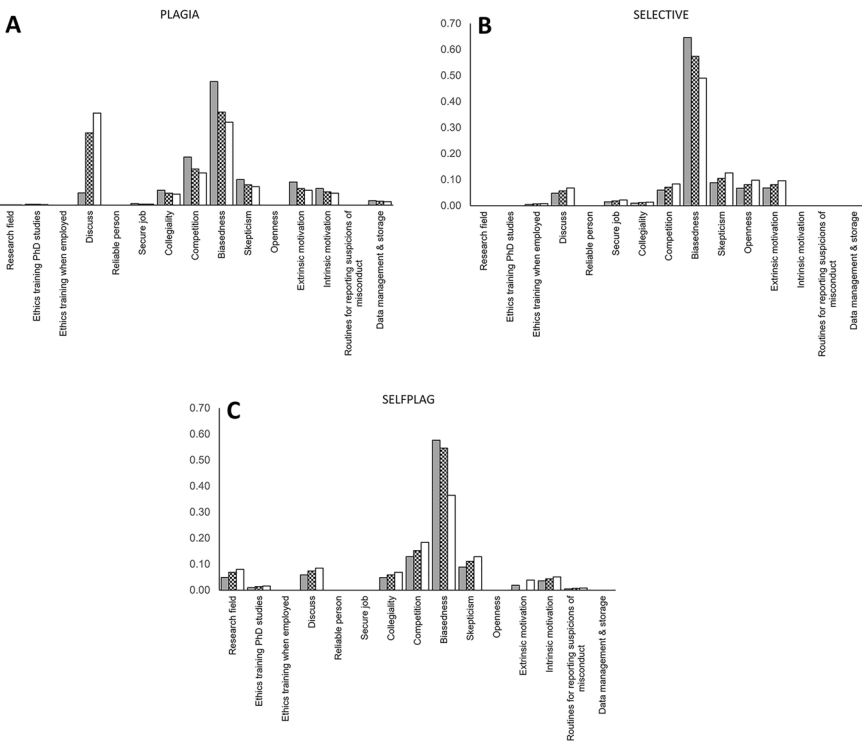 A
PLAGIA
Research field
Ethics training PhD studies
Ethics training when employed
Discuss
Reliable person
Secure job
Collegiality
Competition
Biasedness
Skepticism
Openness
Extrinsic motivation
Intrinsic motivation
Routines for reporting suspicions of
misconduct
Data management & storage
B
SELECTIVE
0.70
0.60
0.50
0.40
0.30
0.20
0.10
0.00
Research field
Ethics training PhD studies
Ethics training when employed
Discuss
Reliable person
Secure job
Collegiality
Competition
Biasedness
Skepticism
Openness
Extrinsic motivation
Intrinsic motivation
Routines for reporting suspicions of
misconduct
Data management & storage
C
SELFPLAG
0.70
0.60
0.50
0.40
0.30
0.20
0.10
0.00
Research field
Ethics training PhD studies
Ethics training when employed
Discuss
Reliable person
Secure job
Collegiality
Competition
Biasedness
Skepticism
Openness
Extrinsic motivation
Intrinsic motivation
Routines for reporting suspicions of
misconduct
Data management & storage